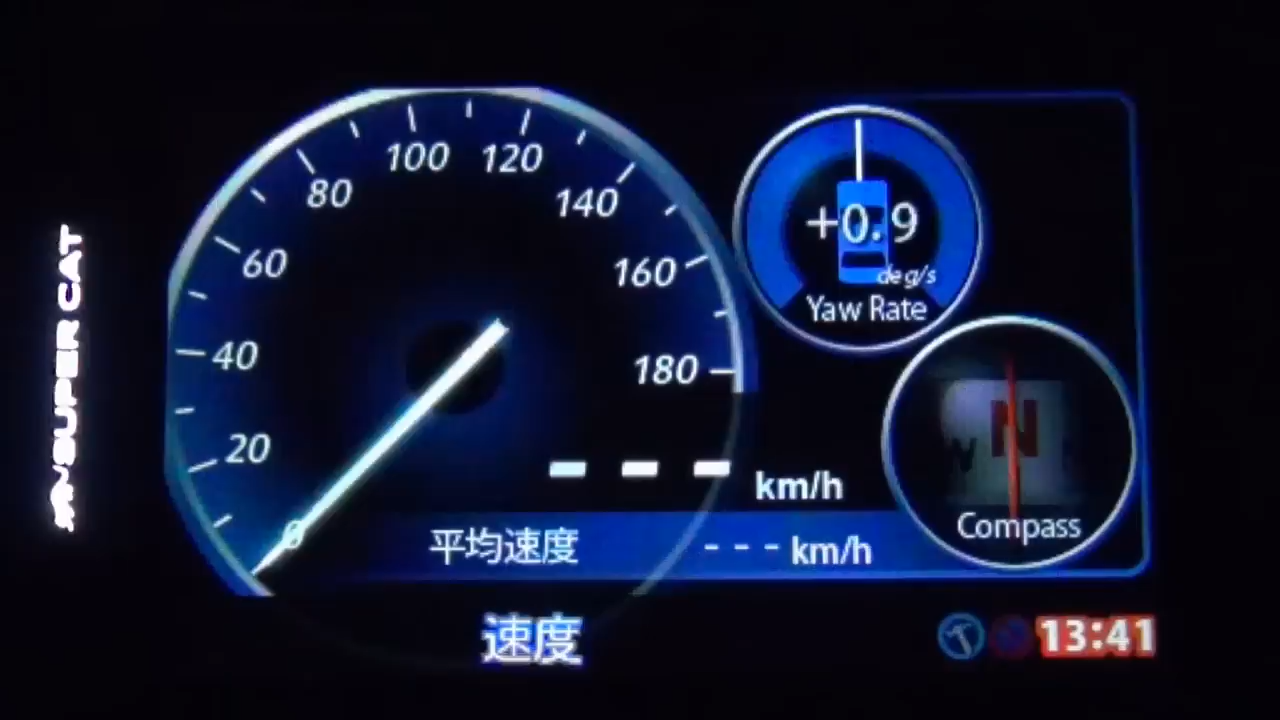 SUPER CAT
0
20
40
60
80
100
120
140
160
180
- - - km/h
平均速度 - - - km/h
速度
+0.9
deg/s
Yaw Rate
W N
Compass
13:41